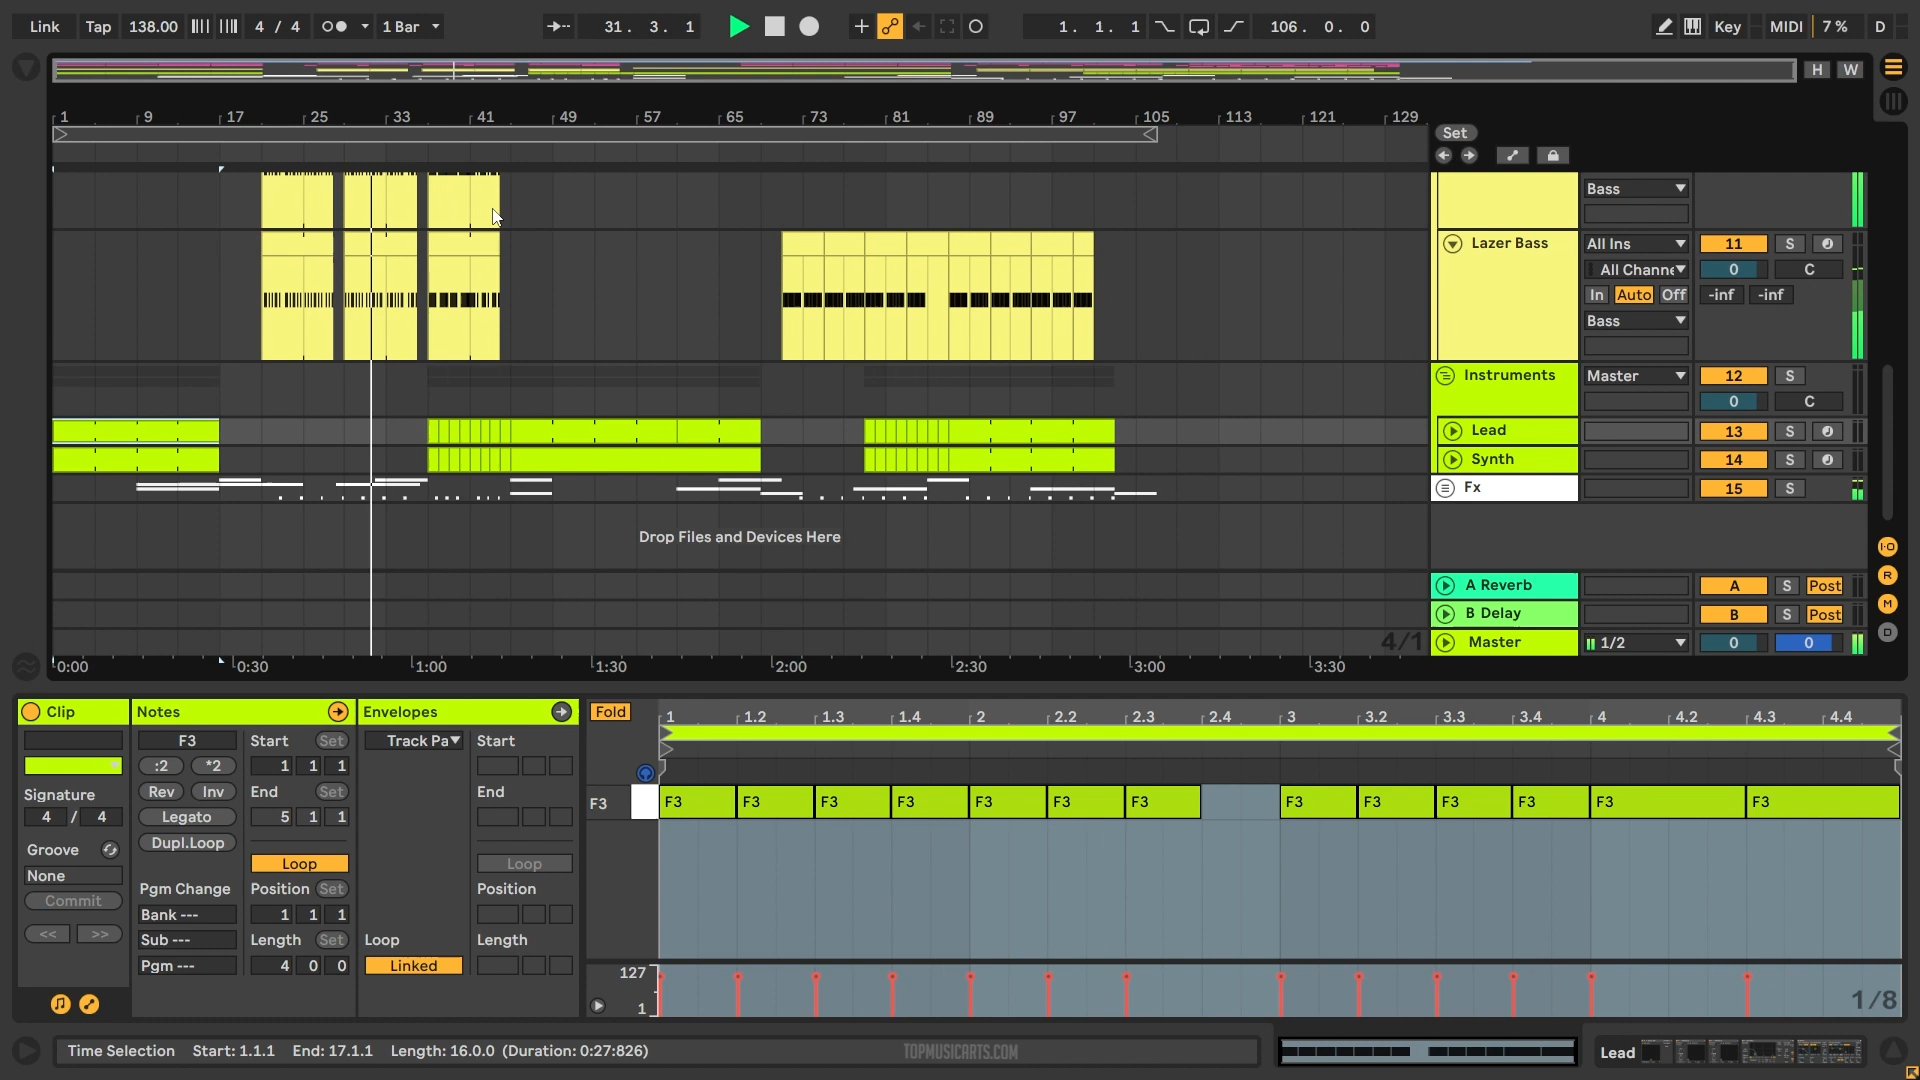 Link Tap 138.00 4 / 4 1 Bar 31. 3. 1 1. 1. 1 106. 0. 0 Key MIDI 7 % D
H W
1 9 17 25 33 41 49 57 65 73 81 89 97 105 113 121 129
Set
Bass
Lazer Bass All Ins 11 S
All Channe 0 C
In Auto Off -inf -inf
Bass
Instruments Master 12 S
0 C
Lead 13 S
Synth 14 S
Fx 15 S
Drop Files and Devices Here
I·O
R
A Reverb A S Post
M
B Delay B S Post
D
4/1 Master 1/2 0 0
0:00 0:30 1:00 1:30 2:00 2:30 3:00 3:30
Clip Notes Envelopes Fold 1 1.2 1.3 1.4 2 2.2 2.3 2.4 3 3.2 3.3 3.4 4 4.2 4.3 4.4
F3 Start Set Track Pa Start
:2 *2 1 1 1
Signature Rev Inv End Set End
4 / 4 Legato 5 1 1
F3 F3 F3 F3 F3 F3 F3 F3 F3 F3 F3 F3 F3 F3
Groove Dupl.Loop
None Loop Loop
Commit Pgm Change Position Set Position
<< >> Bank --- 1 1 1
Sub --- Length Set Loop Length
Pgm --- 4 0 0 Linked
127
1 1/8
Time Selection Start: 1.1.1 End: 17.1.1 Length: 16.0.0 (Duration: 0:27:826) TOPMUSICARTS.COM Lead